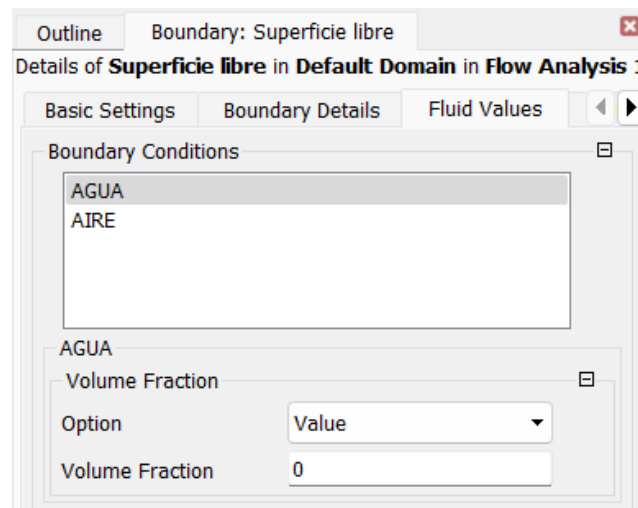 Outline Boundary: Superficie libre
Details of Superficie libre in Default Domain in Flow Analysis 1
Basic Settings Boundary Details Fluid Values
Boundary Conditions
AGUA
AIRE
AGUA
Volume Fraction
Option Value
Volume Fraction 0